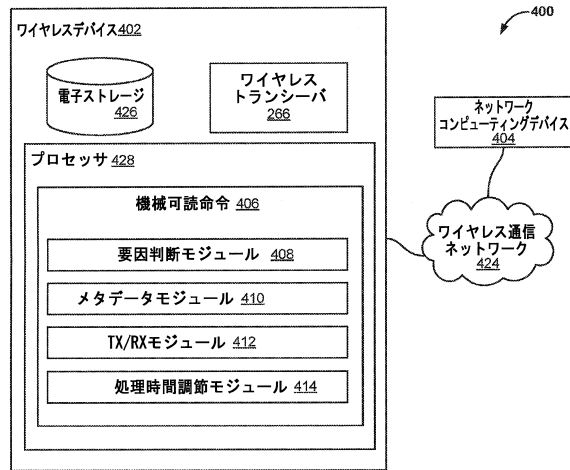 400
ワイヤレスデバイス402
電子ストレージ
426
ワイヤレス
トランシーバ
266
ネットワーク
コンピューティングデバイス
404
プロセッサ428
機械可読命令 406
ワイヤレス通信
ネットワーク
424
要因判断モジュール 408
メタデータモジュール 410
TX/RXモジュール 412
処理時間調節モジュール 414